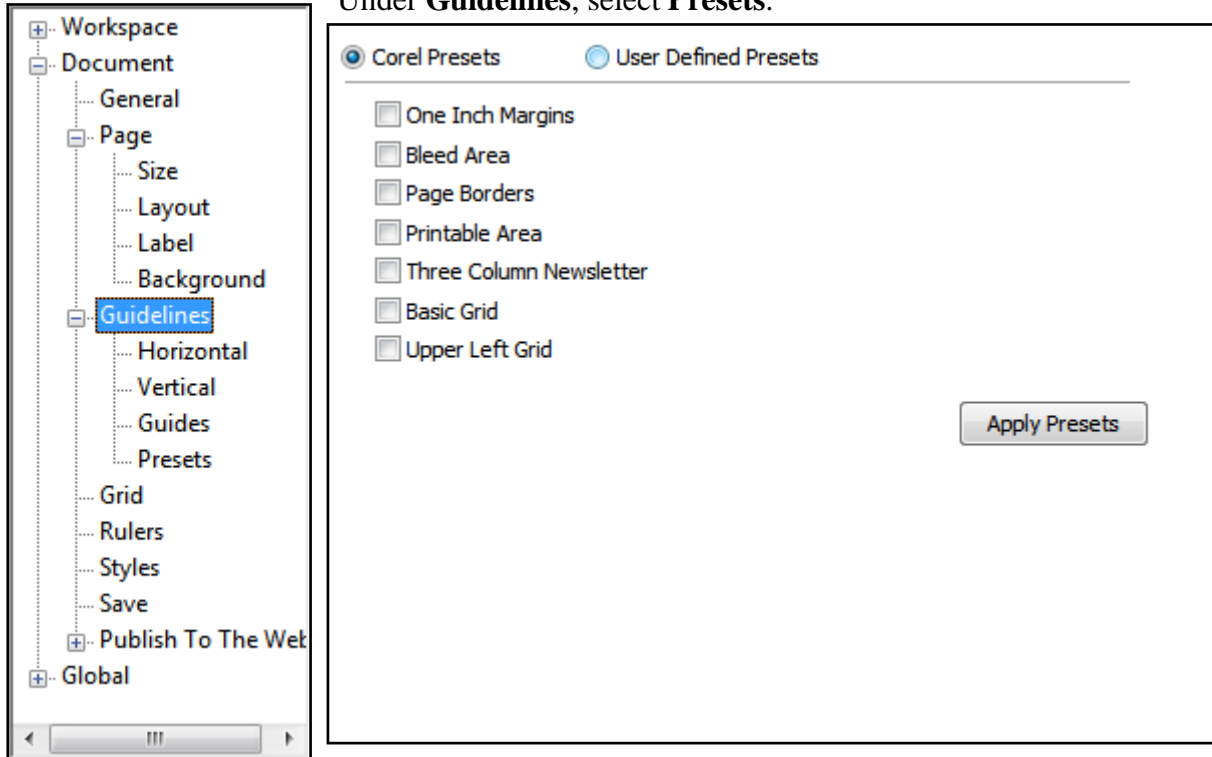 Under Guidelines, select Presets.
Workspace
Document
General
Page
Size
Layout
Label
Background
Guidelines
Horizontal
Vertical
Guides
Presets
Grid
Rulers
Styles
Save
Publish To The Web
Global
Corel Presets User Defined Presets
One Inch Margins
Bleed Area
Page Borders
Printable Area
Three Column Newsletter
Basic Grid
Upper Left Grid
Apply Presets